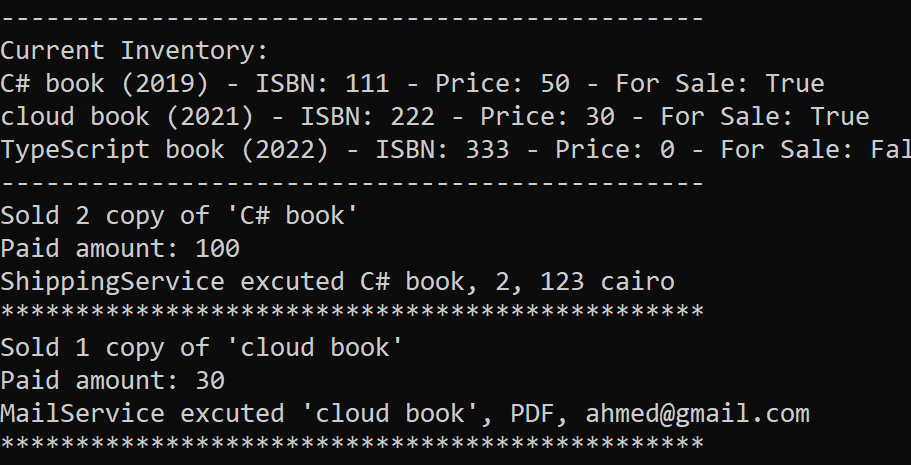 -----------------------------------------------
Current Inventory:
C# book (2019) - ISBN: 111 - Price: 50 - For Sale: True
cloud book (2021) - ISBN: 222 - Price: 30 - For Sale: True
TypeScript book (2022) - ISBN: 333 - Price: 0 - For Sale: Fal
-----------------------------------------------
Sold 2 copy of 'C# book'
Paid amount: 100
ShippingService excuted C# book, 2, 123 cairo
***********************************************
Sold 1 copy of 'cloud book'
Paid amount: 30
MailService excuted 'cloud book', PDF, ahmed@gmail.com
***********************************************